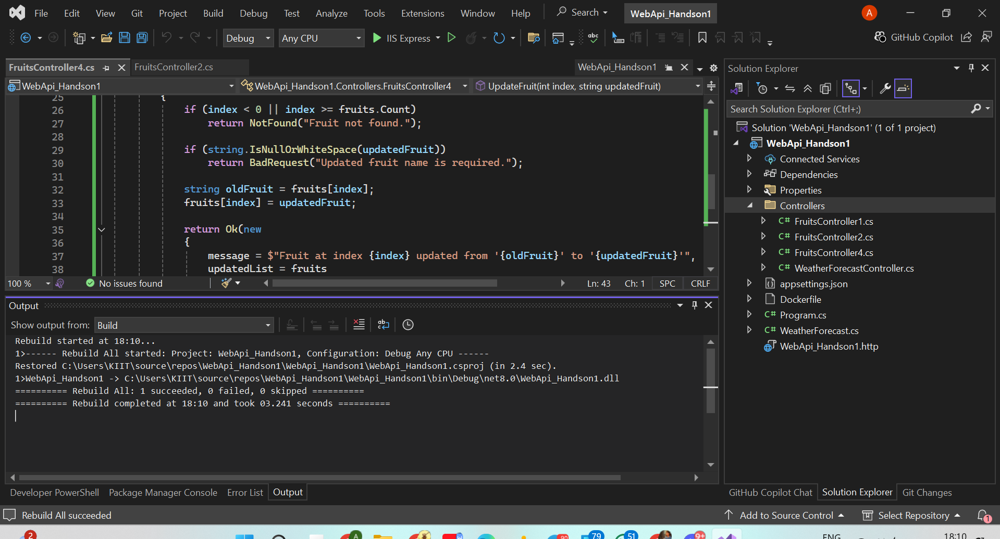 File Edit View Git Project Build Debug Test Analyze Tools Extensions Window Help Search WebApi_Handson1 A
Debug Any CPU IIS Express abc GitHub Copilot
FruitsController4.cs FruitsController2.cs WebApi_Handson1
WebApi_Handson1 WebApi_Handson1.Controllers.FruitsController4 UpdateFruit(int index, string updatedFruit)
25 {
26 if (index < 0 || index >= fruits.Count)
27 return NotFound("Fruit not found.");
28
29 if (string.IsNullOrWhiteSpace(updatedFruit))
30 return BadRequest("Updated fruit name is required.");
31
32 string oldFruit = fruits[index];
33 fruits[index] = updatedFruit;
34
35 return Ok(new
36 {
37 message = $"Fruit at index {index} updated from '{oldFruit}' to '{updatedFruit}'",
38 updatedList = fruits
100 % No issues found Ln: 43 Ch: 1 SPC CRLF
Output
Show output from: Build
Rebuild started at 18:10...
1>------ Rebuild All started: Project: WebApi_Handson1, Configuration: Debug Any CPU ------
Restored C:\Users\KIIT\source\repos\WebApi_Handson1\WebApi_Handson1\WebApi_Handson1.csproj (in 2.4 sec).
1>WebApi_Handson1 -> C:\Users\KIIT\source\repos\WebApi_Handson1\WebApi_Handson1\bin\Debug\net8.0\WebApi_Handson1.dll
========== Rebuild All: 1 succeeded, 0 failed, 0 skipped ==========
========== Rebuild completed at 18:10 and took 03.241 seconds ==========
Developer PowerShell Package Manager Console Error List Output
Solution Explorer
Search Solution Explorer (Ctrl+;)
Solution 'WebApi_Handson1' (1 of 1 project)
WebApi_Handson1
Connected Services
Dependencies
Properties
Controllers
C# FruitsController1.cs
C# FruitsController2.cs
C# FruitsController4.cs
C# WeatherForecastController.cs
appsettings.json
Dockerfile
C# Program.cs
C# WeatherForecast.cs
WebApi_Handson1.http
GitHub Copilot Chat Solution Explorer Git Changes
Rebuild All succeeded Add to Source Control Select Repository 1
2 A 90 79 51 9+ ENG 18:10